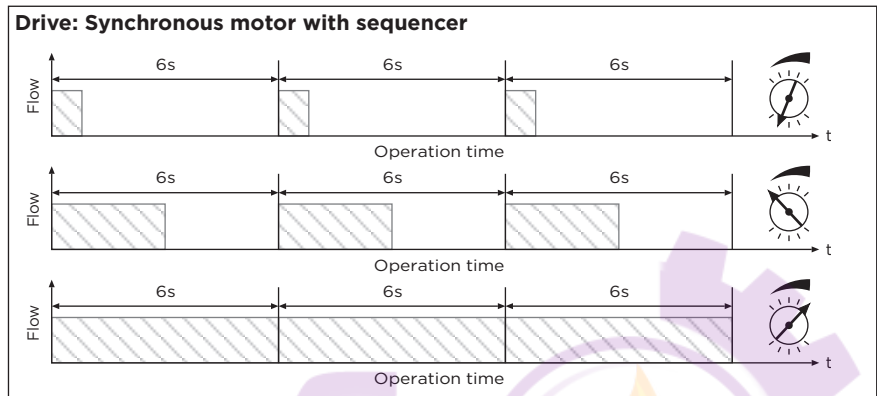 Drive: Synchronous motor with sequencer
6s 6s 6s
Flow
t
Operation time
6s 6s 6s
Flow
t
Operation time
6s 6s 6s
Flow
t
Operation time